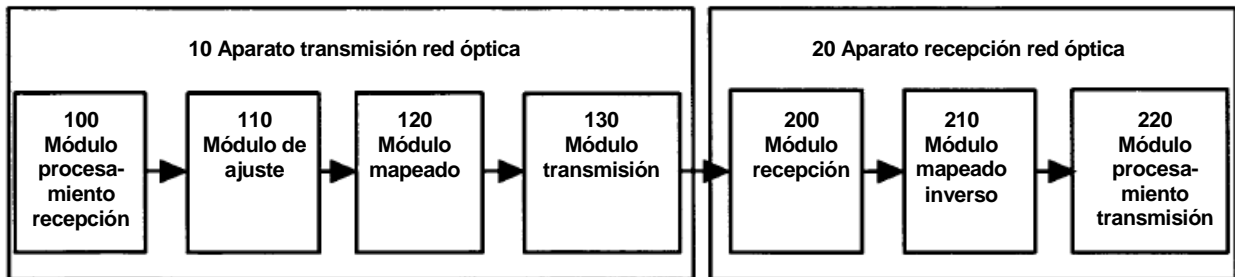 10 Aparato transmisión red óptica
100
Módulo
procesa-
miento
recepción
110
Módulo de
ajuste
120
Módulo
mapeado
130
Módulo
transmisión
20 Aparato recepción red óptica
200
Módulo
recepción
210
Módulo
mapeado
inverso
220
Módulo
procesa-
miento
transmisión